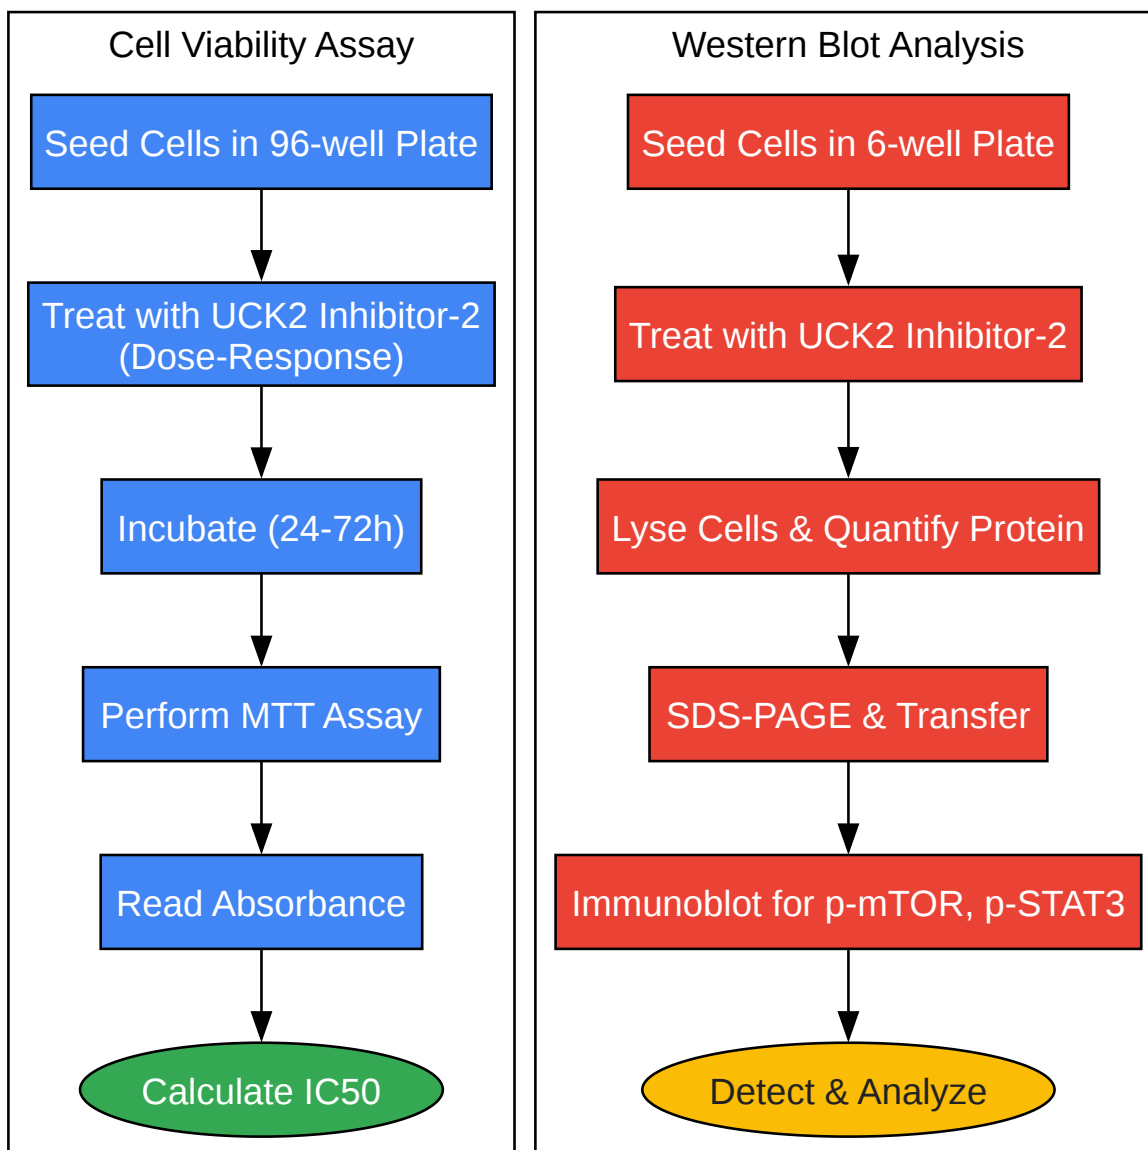 Cell Viability Assay
Seed Cells in 96-well Plate
Treat with UCK2 Inhibitor-2
(Dose-Response)
Incubate (24-72h)
Perform MTT Assay
Read Absorbance
Calculate IC50
Western Blot Analysis
Seed Cells in 6-well Plate
Treat with UCK2 Inhibitor-2
Lyse Cells & Quantify Protein
SDS-PAGE & Transfer
Immunoblot for p-mTOR, p-STAT3
Detect & Analyze